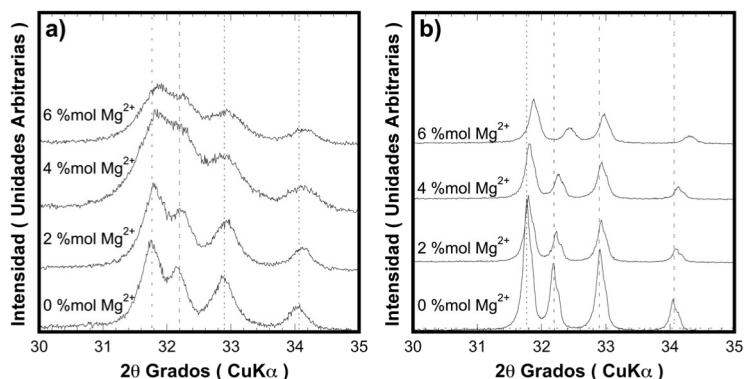 a)
Intensidad ( Unidades Arbitrarias )
6 %mol Mg²⁺
4 %mol Mg²⁺
2 %mol Mg²⁺
0 %mol Mg²⁺
30 31 32 33 34 35
2θ Grados ( CuKα )
b)
Intensidad ( Unidades Arbitrarias )
6 %mol Mg²⁺
4 %mol Mg²⁺
2 %mol Mg²⁺
0 %mol Mg²⁺
30 31 32 33 34 35
2θ Grados ( CuKα )